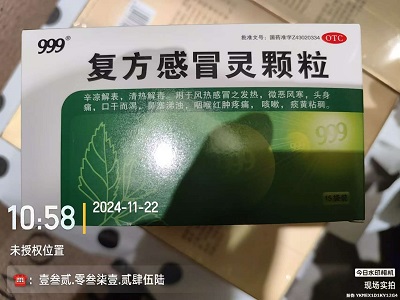 批准文号：国药准字Z43020334
OTC
999
复方感冒灵颗粒
辛凉解表，清热解毒。用于风热感冒之发热，微恶风寒，头身
痛，口干而渴，鼻塞涕浊，咽喉红肿疼痛，咳嗽，痰黄粘稠。
999
10:58
2024-11-22
未授权位置
壹叁贰.零叁柒壹.贰肆伍陆
今日水印相机
现场实拍